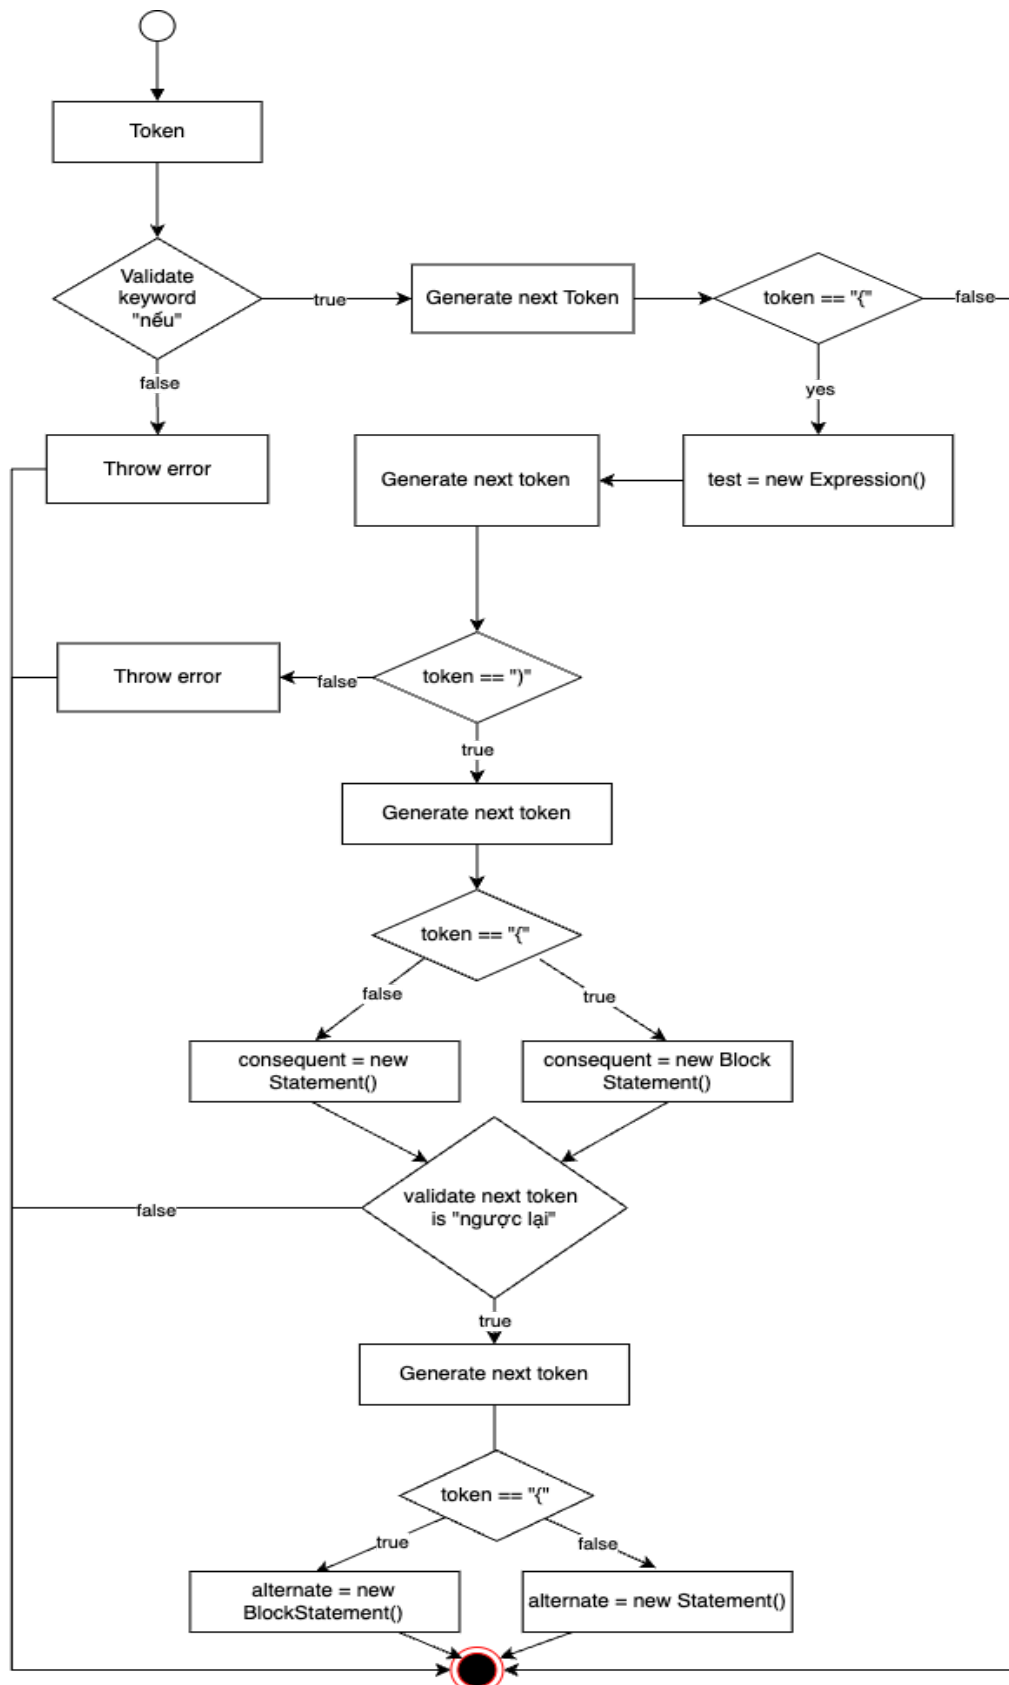 Token
Validate
keyword
"nếu"
true
Generate next Token
token == "{"
false
false
yes
Throw error
Generate next token
test = new Expression()
Throw error
false
token == ")"
true
Generate next token
token == "{"
false
true
consequent = new
Statement()
consequent = new Block
Statement()
validate next token
is "ngược lại"
false
true
Generate next token
token == "{"
true
false
alternate = new
BlockStatement()
alternate = new Statement()